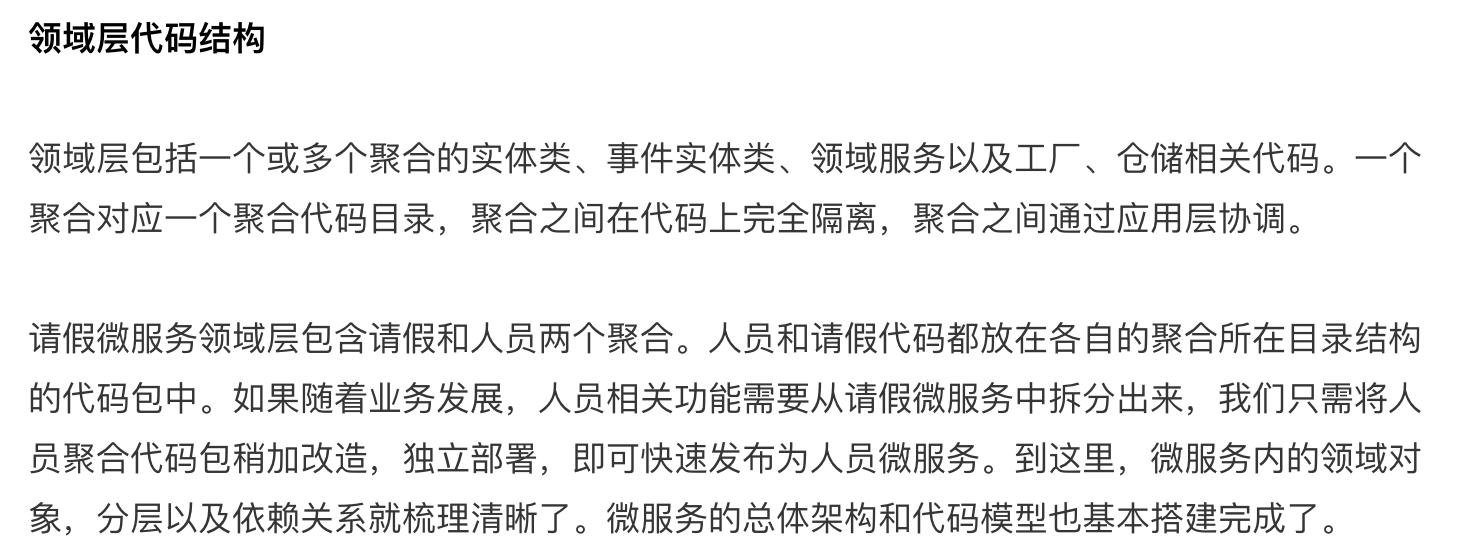 领域层代码结构
领域层包括一个或多个聚合的实体类、事件实体类、领域服务以及工厂、仓储相关代码。一个
聚合对应一个聚合代码目录，聚合之间在代码上完全隔离，聚合之间通过应用层协调。
请假微服务领域层包含请假和人员两个聚合。人员和请假代码都放在各自的聚合所在目录结构
的代码包中。如果随着业务发展，人员相关功能需要从请假微服务中拆分出来，我们只需将人
员聚合代码包稍加改造，独立部署，即可快速发布为人员微服务。到这里，微服务内的领域对
象，分层以及依赖关系就梳理清晰了。微服务的总体架构和代码模型也基本搭建完成了。